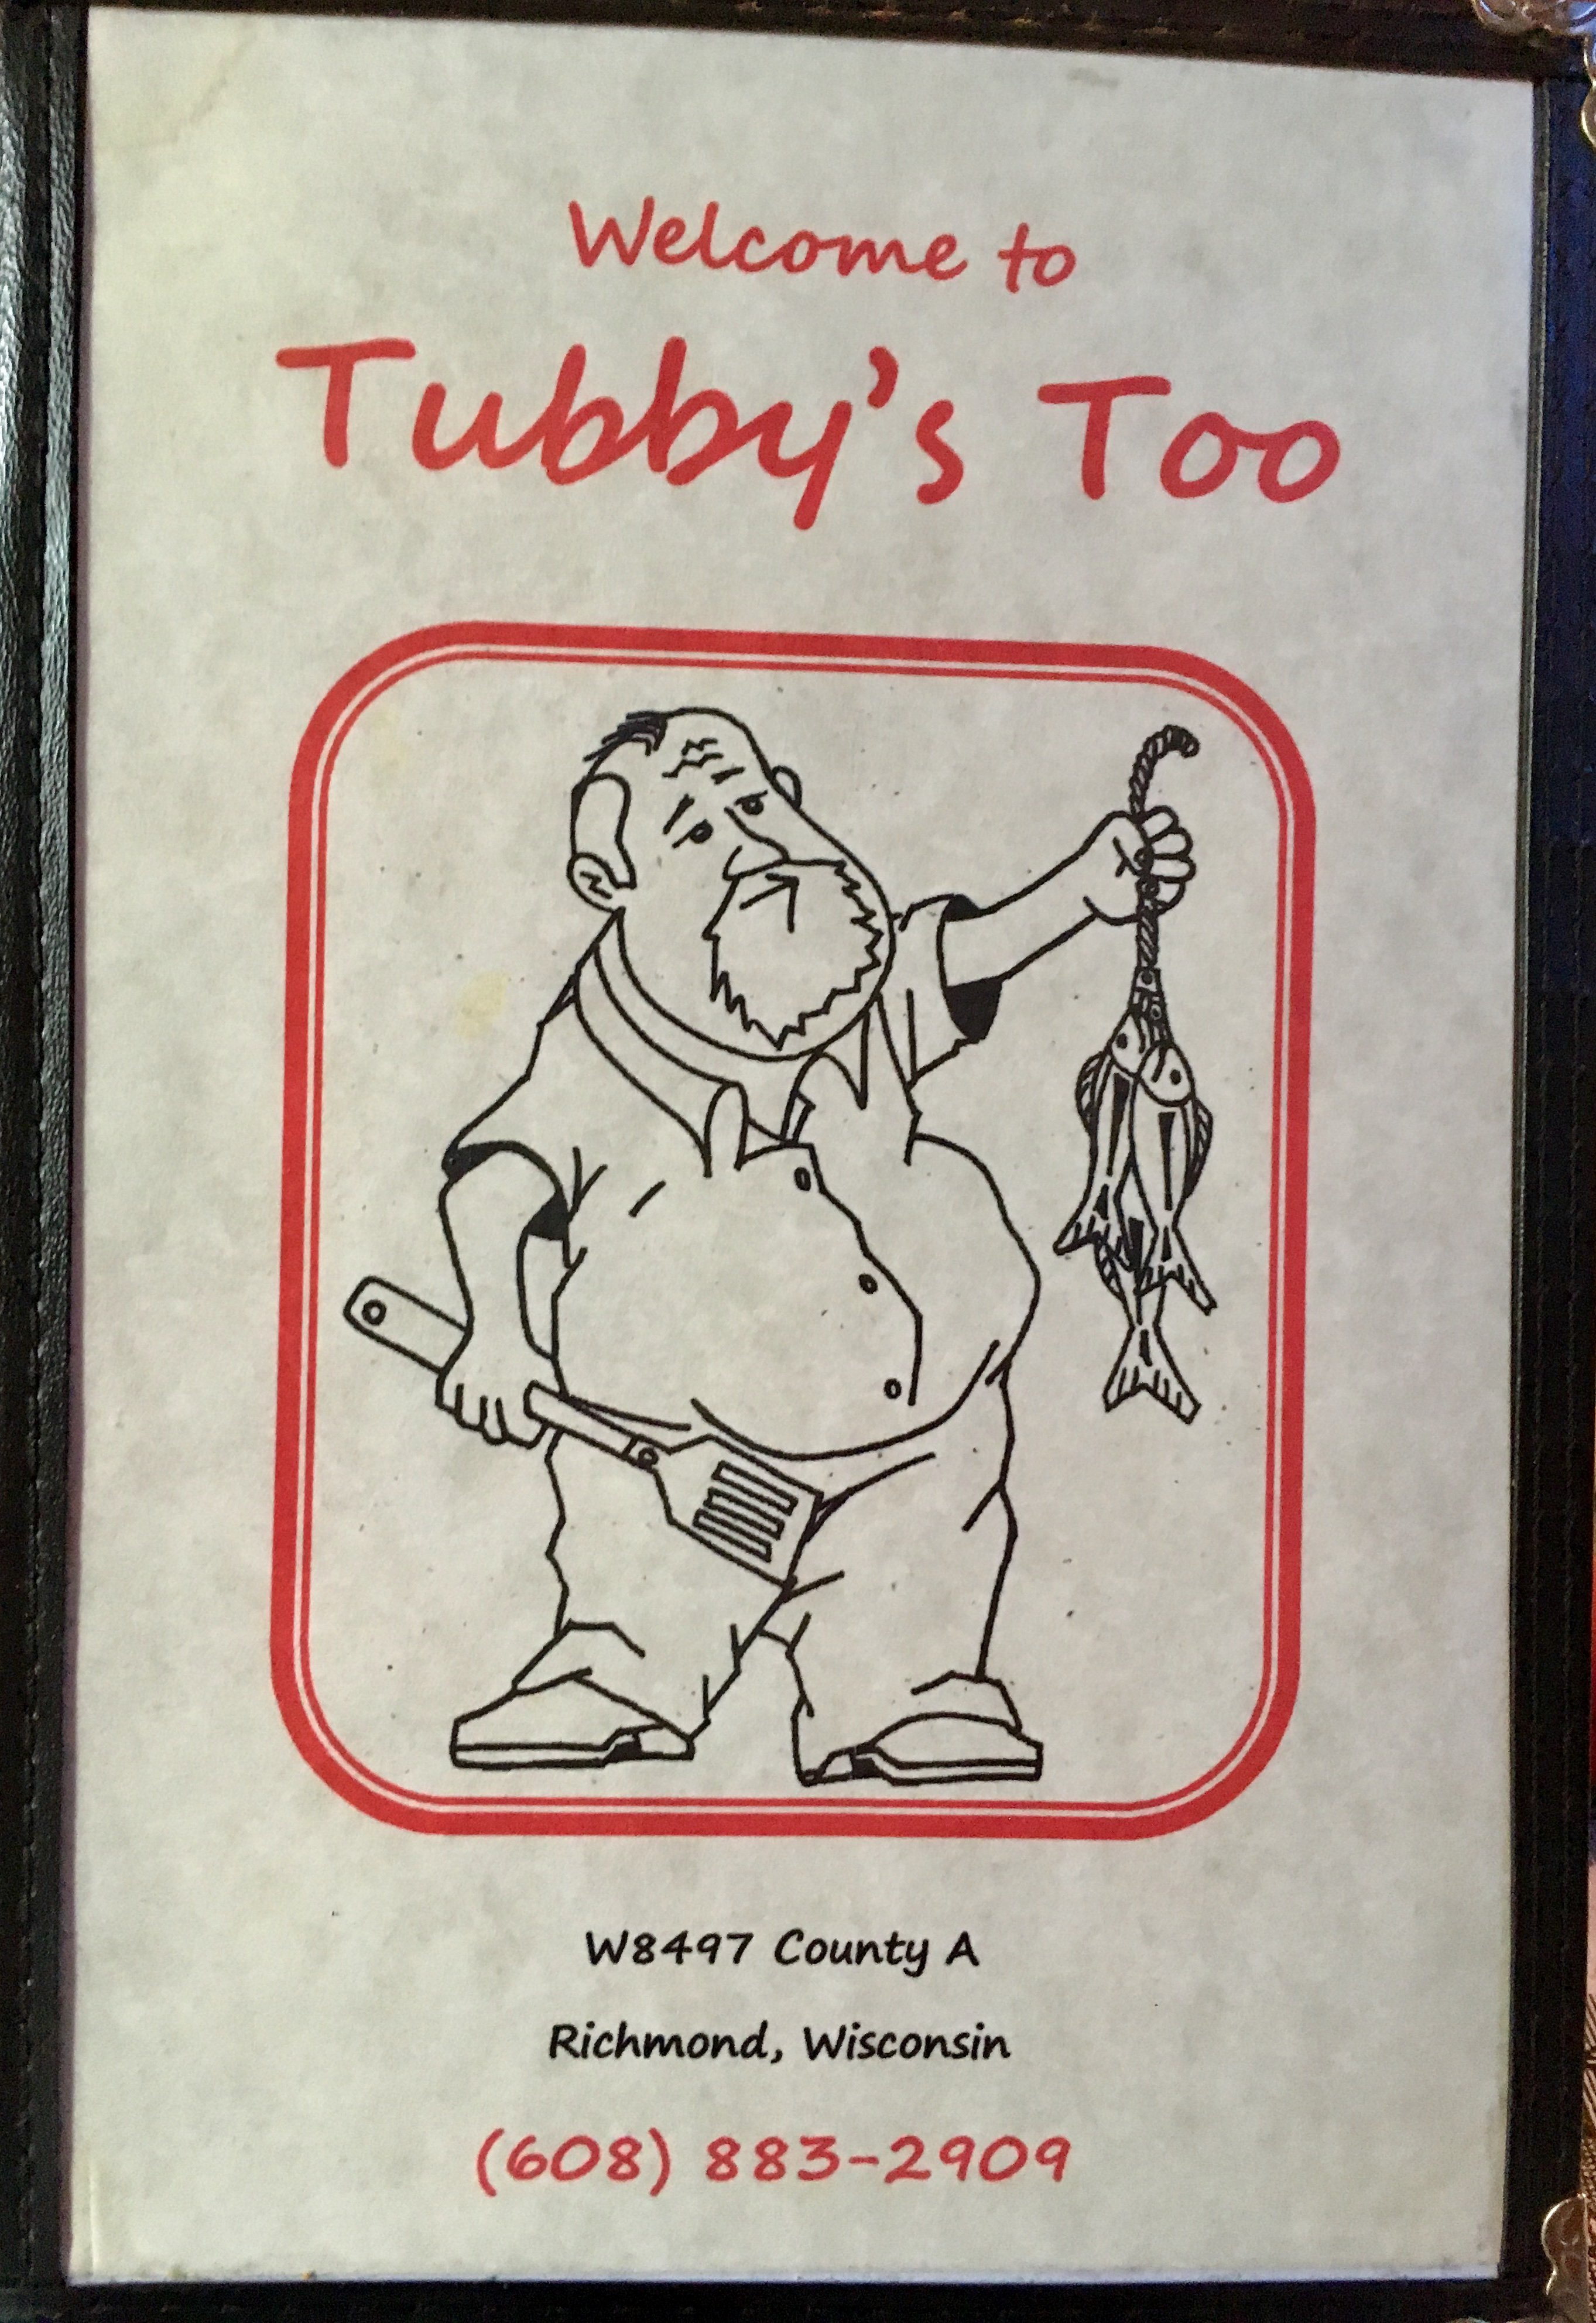 Welcome to
Tubby's Too
W8497 County A
Richmond, Wisconsin
(608) 883-2909